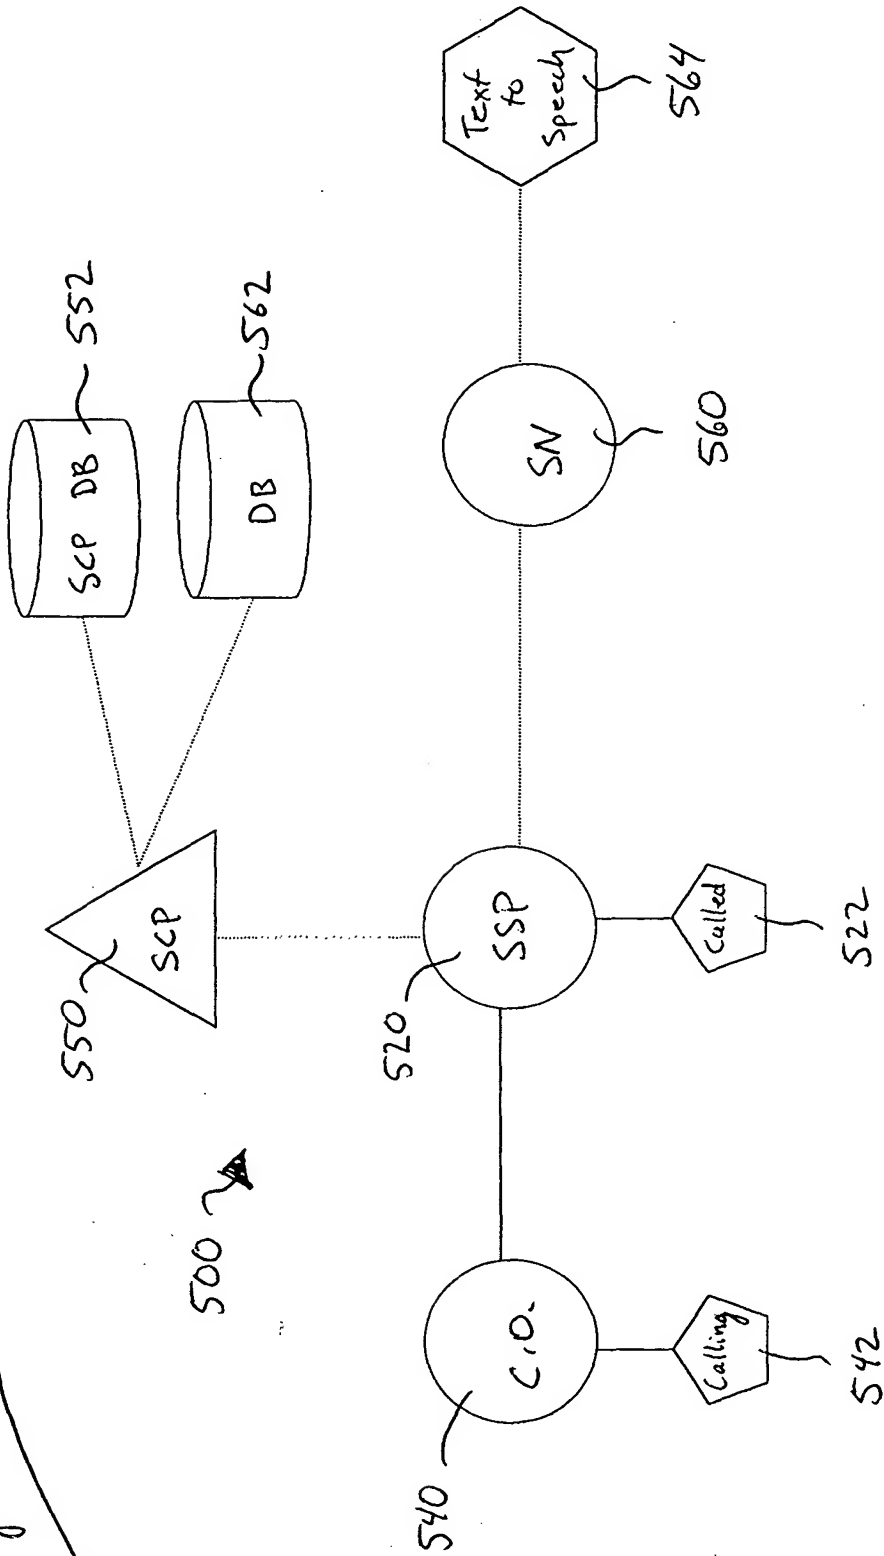 SCP DB
552
DB
562
550
SCP
500
520
SSP
SN
560
Text
to
Speech
564
540
C.O.
Calling
542
Called
522